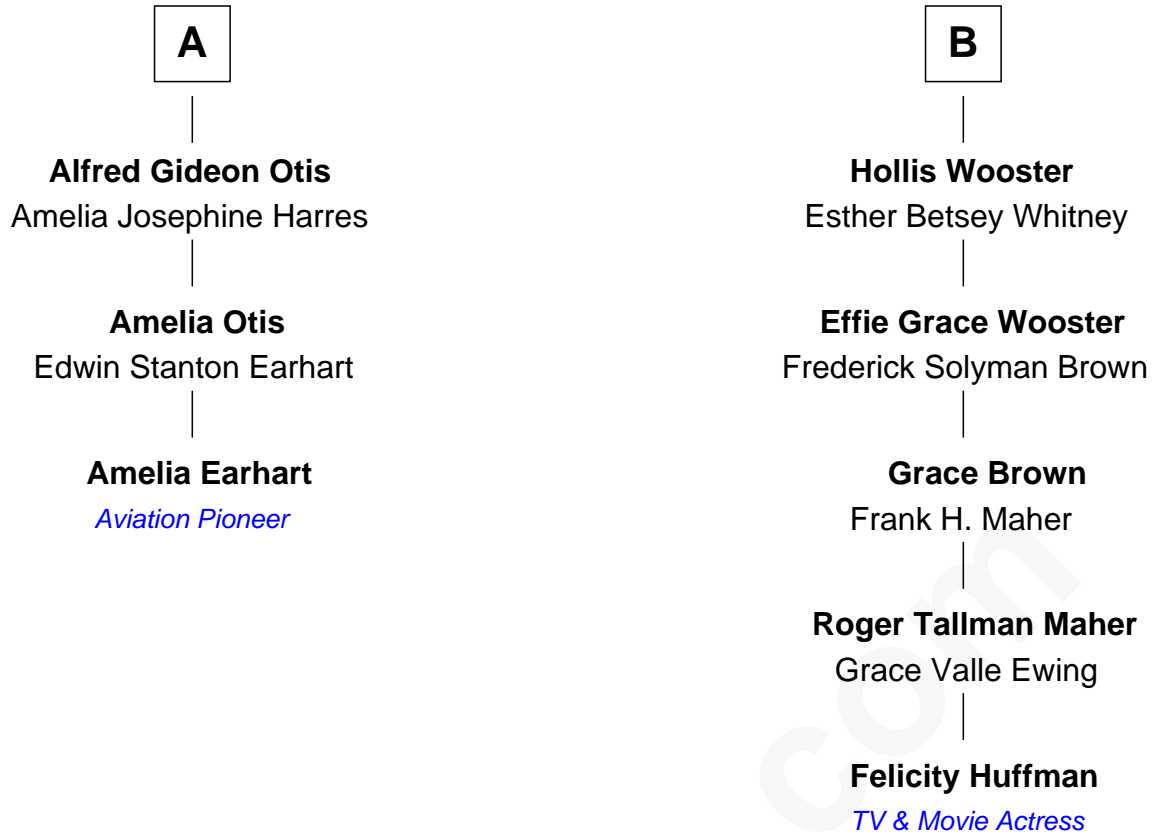 A
Alfred Gideon Otis
Amelia Josephine Harres
Amelia Otis
Edwin Stanton Earhart
Amelia Earhart
Aviation Pioneer
B
Hollis Wooster
Esther Betsey Whitney
Effie Grace Wooster
Frederick Solyman Brown
Grace Brown
Frank H. Maher
Roger Tallman Maher
Grace Valle Ewing
Felicity Huffman
TV & Movie Actress
com